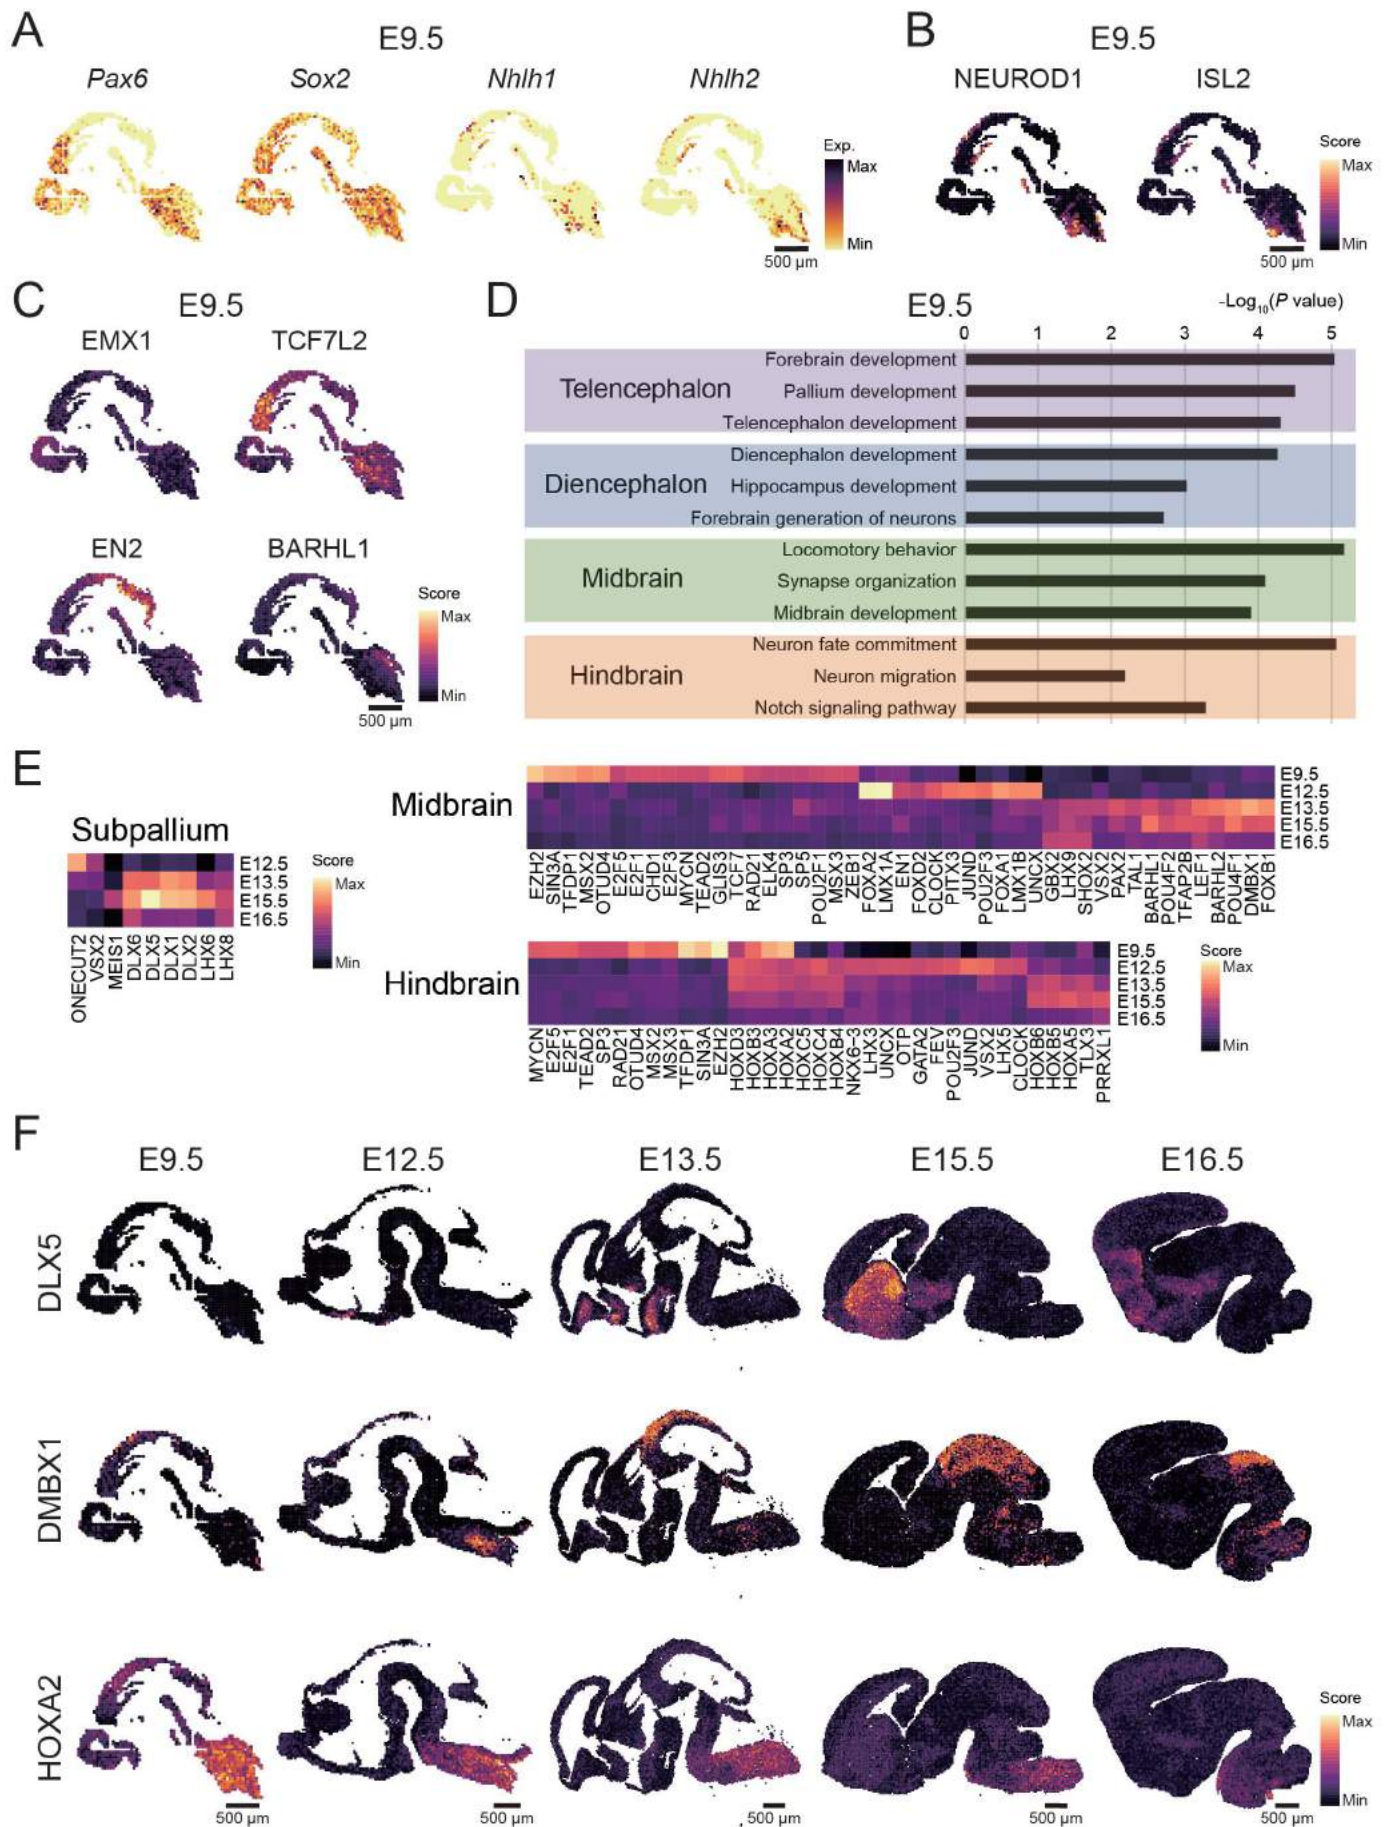 A
E9.5
Pax6 Sox2 Nhlh1 Nhlh2
Exp.
Max
Min
500 µm
B
E9.5
NEUROD1 ISL2
Score
Max
Min
500 µm
C
E9.5
EMX1 TCF7L2
EN2 BARHL1
Score
Max
Min
500 µm
D
E9.5
-Log10(P value)
0 1 2 3 4 5
Telencephalon
Forebrain development
Pallium development
Telencephalon development
Diencephalon
Diencephalon development
Hippocampus development
Forebrain generation of neurons
Midbrain
Locomotory behavior
Synapse organization
Midbrain development
Hindbrain
Neuron fate commitment
Neuron migration
Notch signaling pathway
E
Subpallium
E12.5
E13.5
E15.5
E16.5
ONECUT2 VSX2 MEIS1 DLX6 DLX5 DLX1 DLX2 LHX6 LHX8
Score
Max
Min
Midbrain
E9.5
E12.5
E13.5
E15.5
E16.5
EZH2 SIN3A TFDP1 MSX2 OTUD4 E2F5 E2F1 CHD1 E2F3 MYCN TEAD2 GLIS3 TCF7 RAD21 ELK4 SP3 SP5 POU2F1 MSX3 ZEB1 FOXA2 LMX1A EN1 FOXD2 CLOCK PITX3 JUND POU2F3 FOXA1 LMX1B UNCX GBX2 LHX9 SHOX2 VSX2 PAX2 TAL1 BARHL1 POU4F2 TFAP2B LEF1 BARHL2 POU4F1 DMBX1 FOXB1
Hindbrain
E9.5
E12.5
E13.5
E15.5
E16.5
MYCN E2F5 E2F1 TEAD2 SP3 RAD21 OTUD4 MSX2 MSX3 TFDP1 SIN3A EZH2 HOXD3 HOXB3 HOXA3 HOXA2 HOXC5 HOXC4 HOXB4 NKX6-3 LHX3 UNCX OTP GATA2 FEV POU2F3 JUND VSX2 LHX5 CLOCK HOXB6 HOXB5 HOXA5 TLX3 PRRXL1
Score
Max
Min
F
E9.5 E12.5 E13.5 E15.5 E16.5
DLX5
DMBX1
HOXA2
Score
Max
Min
500 µm 500 µm 500 µm 500 µm 500 µm